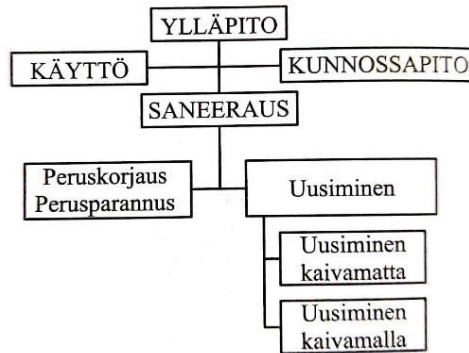 YLLÄPITO
KÄYTTÖ
KUNNOSSAPITO
SANEERAUS
Peruskorjaus
Perusparannus
Uusiminen
Uusiminen
kaivamatta
Uusiminen
kaivamalla